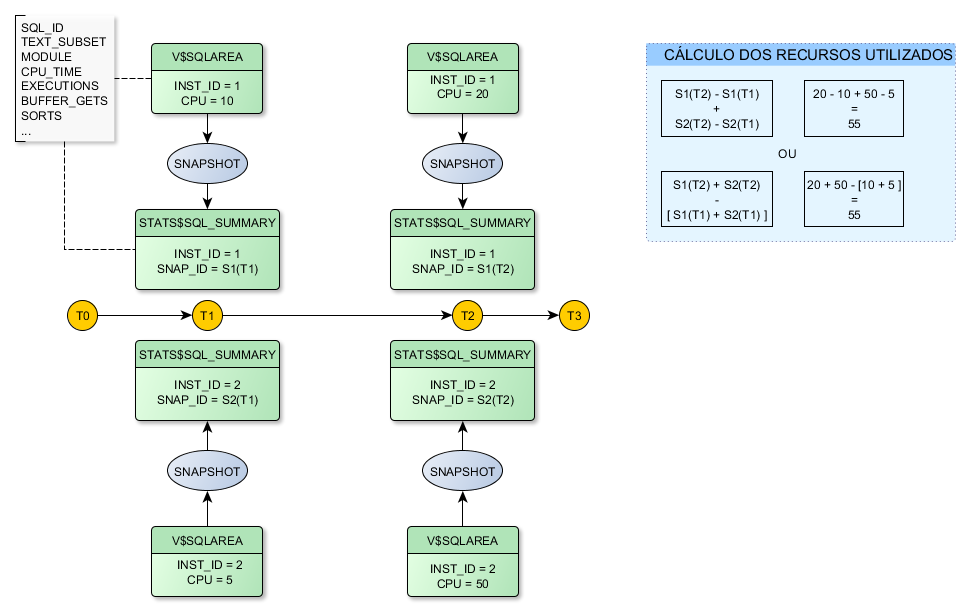 SQL_ID
TEXT_SUBSET
MODULE
CPU_TIME
EXECUTIONS
BUFFER_GETS
SORTS
...
V$SQLAREA
INST_ID = 1
CPU = 10
SNAPSHOT
STATS$SQL_SUMMARY
INST_ID = 1
SNAP_ID = S1(T1)
V$SQLAREA
INST_ID = 1
CPU = 20
SNAPSHOT
STATS$SQL_SUMMARY
INST_ID = 1
SNAP_ID = S1(T2)
CÁLCULO DOS RECURSOS UTILIZADOS
S1(T2) - S1(T1)
+
S2(T2) - S2(T1)
20 - 10 + 50 - 5
=
55
OU
S1(T2) + S2(T2)
-
[ S1(T1) + S2(T1) ]
20 + 50 - [10 + 5 ]
=
55
T0
T1
T2
T3
STATS$SQL_SUMMARY
INST_ID = 2
SNAP_ID = S2(T1)
SNAPSHOT
V$SQLAREA
INST_ID = 2
CPU = 5
STATS$SQL_SUMMARY
INST_ID = 2
SNAP_ID = S2(T2)
SNAPSHOT
V$SQLAREA
INST_ID = 2
CPU = 50